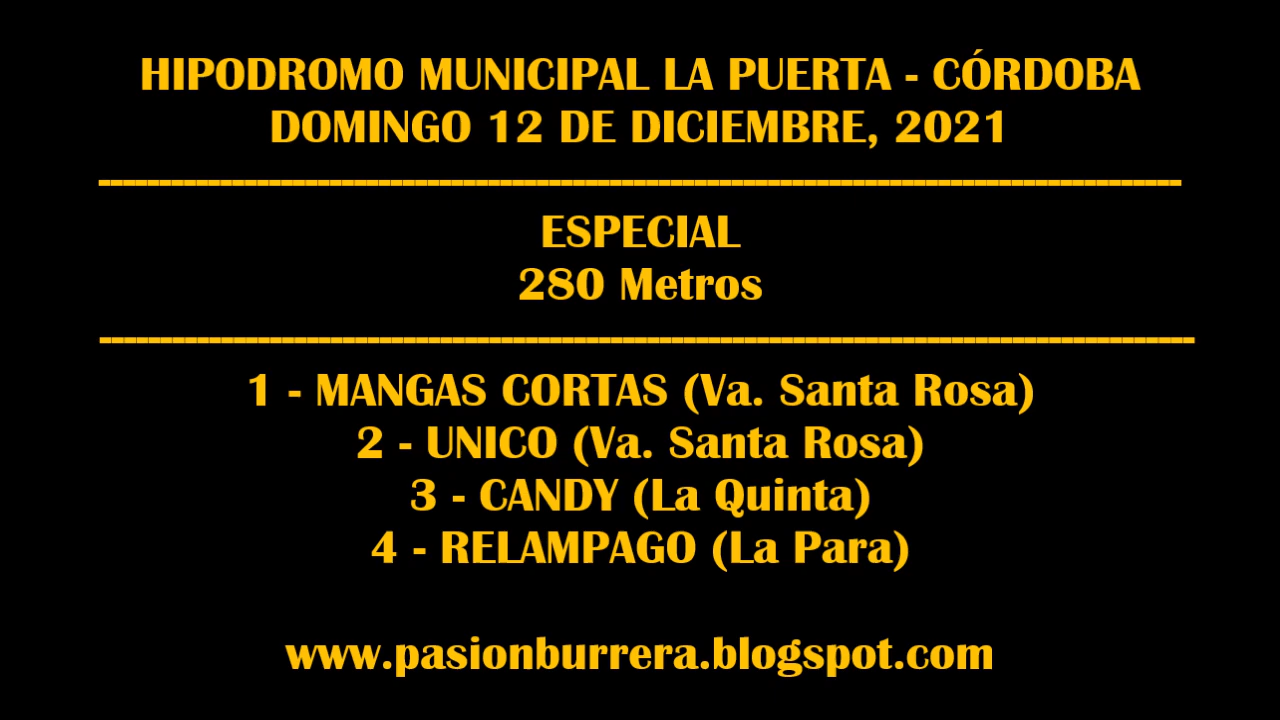 HIPODROMO MUNICIPAL LA PUERTA - CÓRDOBA
DOMINGO 12 DE DICIEMBRE, 2021
ESPECIAL
280 Metros
1 - MANGAS CORTAS (Va. Santa Rosa)
2 - UNICO (Va. Santa Rosa)
3 - CANDY (La Quinta)
4 - RELAMPAGO (La Para)
www.pasionburrera.blogspot.com